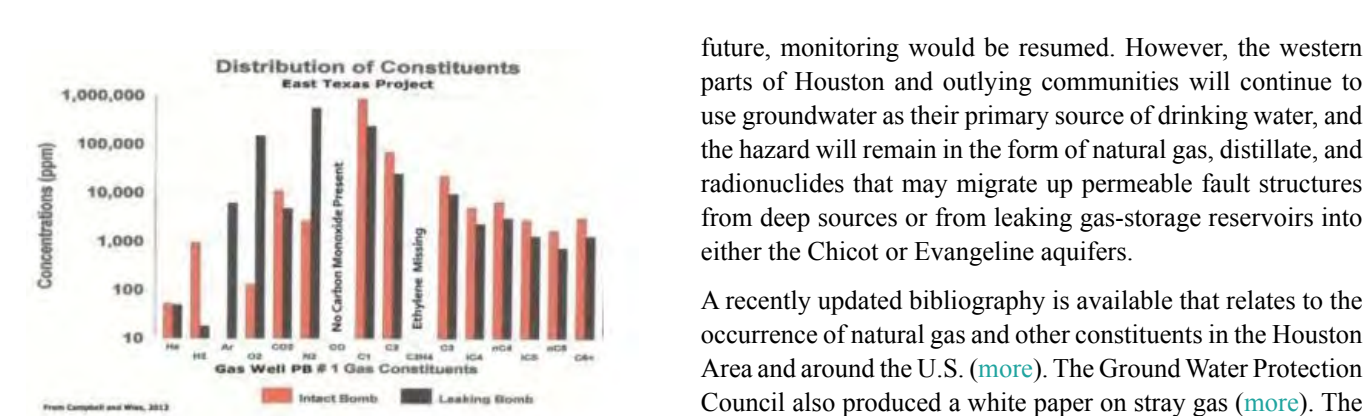 Distribution of Constituents
East Texas Project
1,000,000
100,000
10,000
1,000
100
10
Concentrations (ppm)
No Carbon Monoxide Present
Ethylene Missing
He
Ar
CO2
CO
C2
C3
nC4
nC5
O2
N2
C1
C2H4
iC4
iC5
C6+
Gas Well PB # 1 Gas Constituents
Intact Bomb
Leaking Bomb
From Campbell and Wise, 2013
future, monitoring would be resumed. However, the western
parts of Houston and outlying communities will continue to
use groundwater as their primary source of drinking water, and
the hazard will remain in the form of natural gas, distillate, and
radionuclides that may migrate up permeable fault structures
from deep sources or from leaking gas-storage reservoirs into
either the Chicot or Evangeline aquifers.
A recently updated bibliography is available that relates to the
occurrence of natural gas and other constituents in the Houston
Area and around the U.S. (more). The Ground Water Protection
Council also produced a white paper on stray gas (more). The